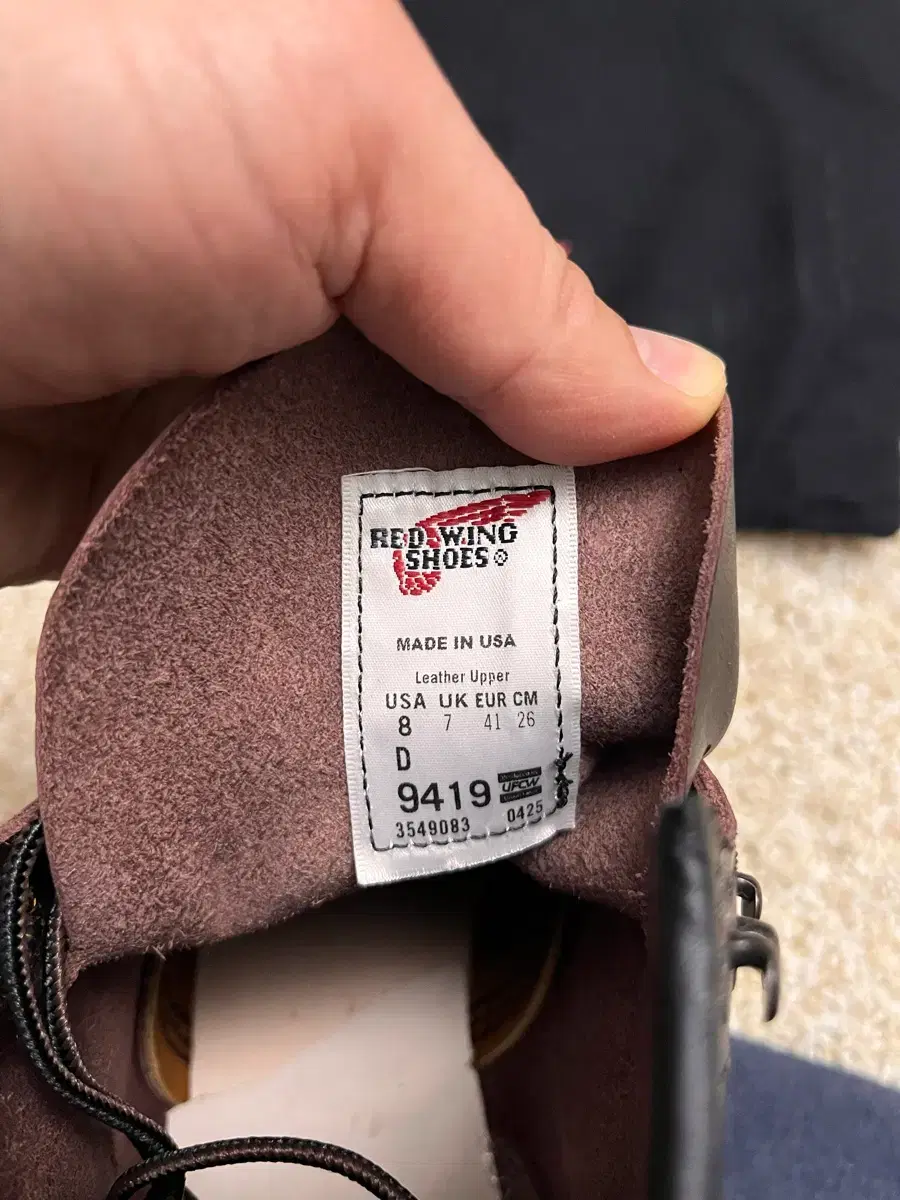 RED WING
SHOES®
MADE IN USA
Leather Upper
USA UK EUR CM
8 7 41 26
D
9419 UFCW
3549083 0425